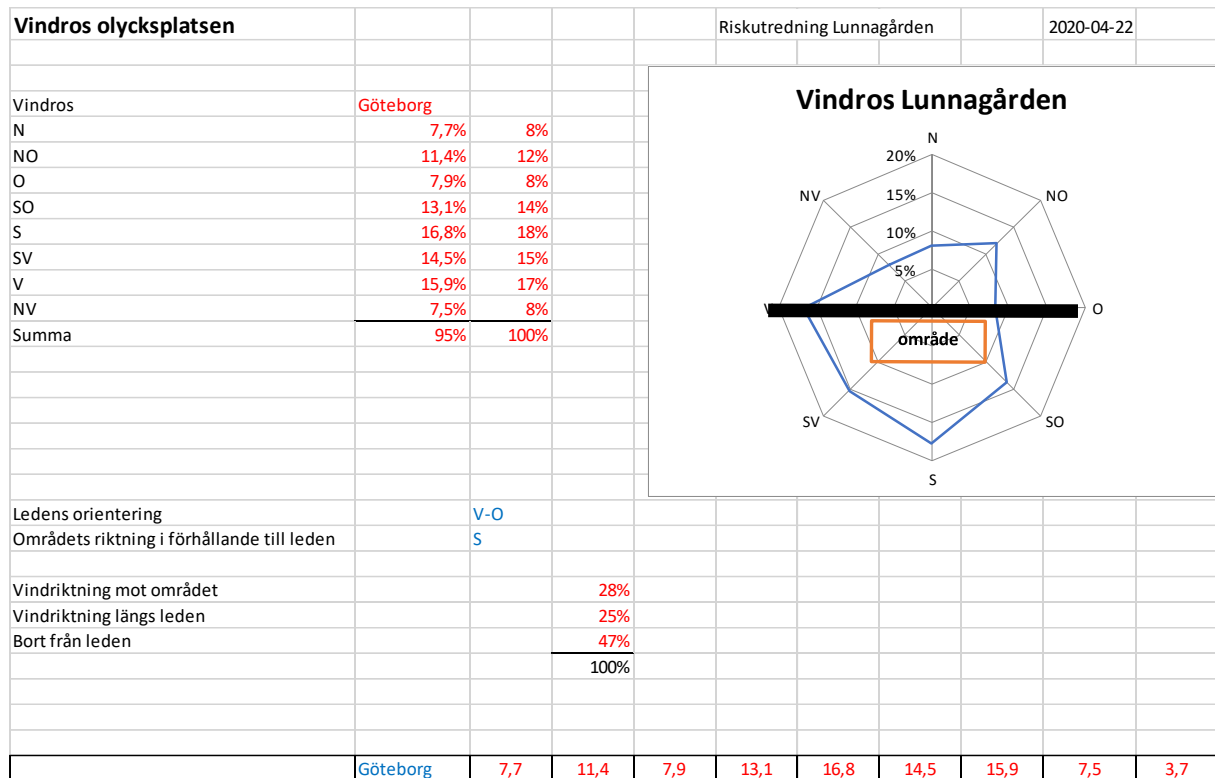 Vindros olycksplatsen Riskutredning Lunnagården 2020-04-22
Vindros Göteborg
N 7,7% 8%
NO 11,4% 12%
O 7,9% 8%
SO 13,1% 14%
S 16,8% 18%
SV 14,5% 15%
V 15,9% 17%
NV 7,5% 8%
Summa 95% 100%
Vindros Lunnagården
N
20%
NV 15% NO
10%
5%
V O
område
SV SO
S
Ledens orientering V-O
Områdets riktning i förhållande till leden S
Vindriktning mot området 28%
Vindriktning längs leden 25%
Bort från leden 47%
100%
Göteborg 7,7 11,4 7,9 13,1 16,8 14,5 15,9 7,5 3,7